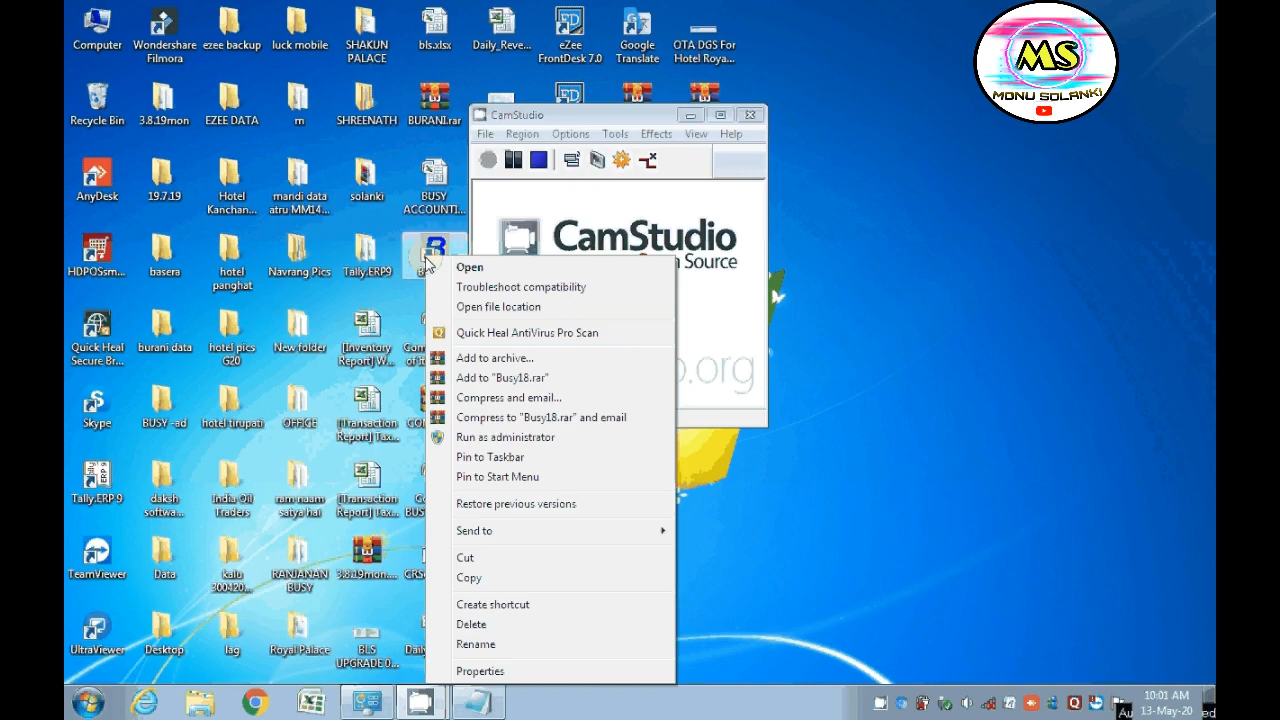 Computer
Wondershare
Filmora
ezee backup
luck mobile
SHAKUN
PALACE
bls.xlsx
Daily_Reve...
eZee
FrontDesk 7.0
Google
Translate
OTA DGS For
Hotel Roya...
MS
MONU SOLANKI
Recycle Bin
3.8.19mon
EZEE DATA
m
SHREENATH
BURANI.rar
CamStudio
File Region Options Tools Effects View Help
AnyDesk
19.7.19
Hotel
Kanchan...
mandi data
atru MM14...
solanki
BUSY
ACCOUNTI...
CamStudio
Source
.org
HDPOSsm...
basera
hotel
panghat
Navrang Pics
Tally.ERP9
Quick Heal
Secure Br...
burani data
hotel pics
G20
New folder
[Inventory
Report] W...
Skype
BUSY -ad
hotel tirupati
OFFICE
[Transaction
Report] Tax...
Tally.ERP 9
daksh
softwa...
India Oil
Traders
ram naam
satya hai
[Transaction
Report] Tax...
TeamViewer
Data
kalu
300420...
RANJANAN
BUSY
3.8.19mon....
UltraViewer
Desktop
lag
Royal Palace
BLS
UPGRADE 0...
Open
Troubleshoot compatibility
Open file location
Quick Heal AntiVirus Pro Scan
Add to archive...
Add to "Busy18.rar"
Compress and email...
Compress to "Busy18.rar" and email
Run as administrator
Pin to Taskbar
Pin to Start Menu
Restore previous versions
Send to
Cut
Copy
Create shortcut
Delete
Rename
Properties
10:01 AM
13-May-20